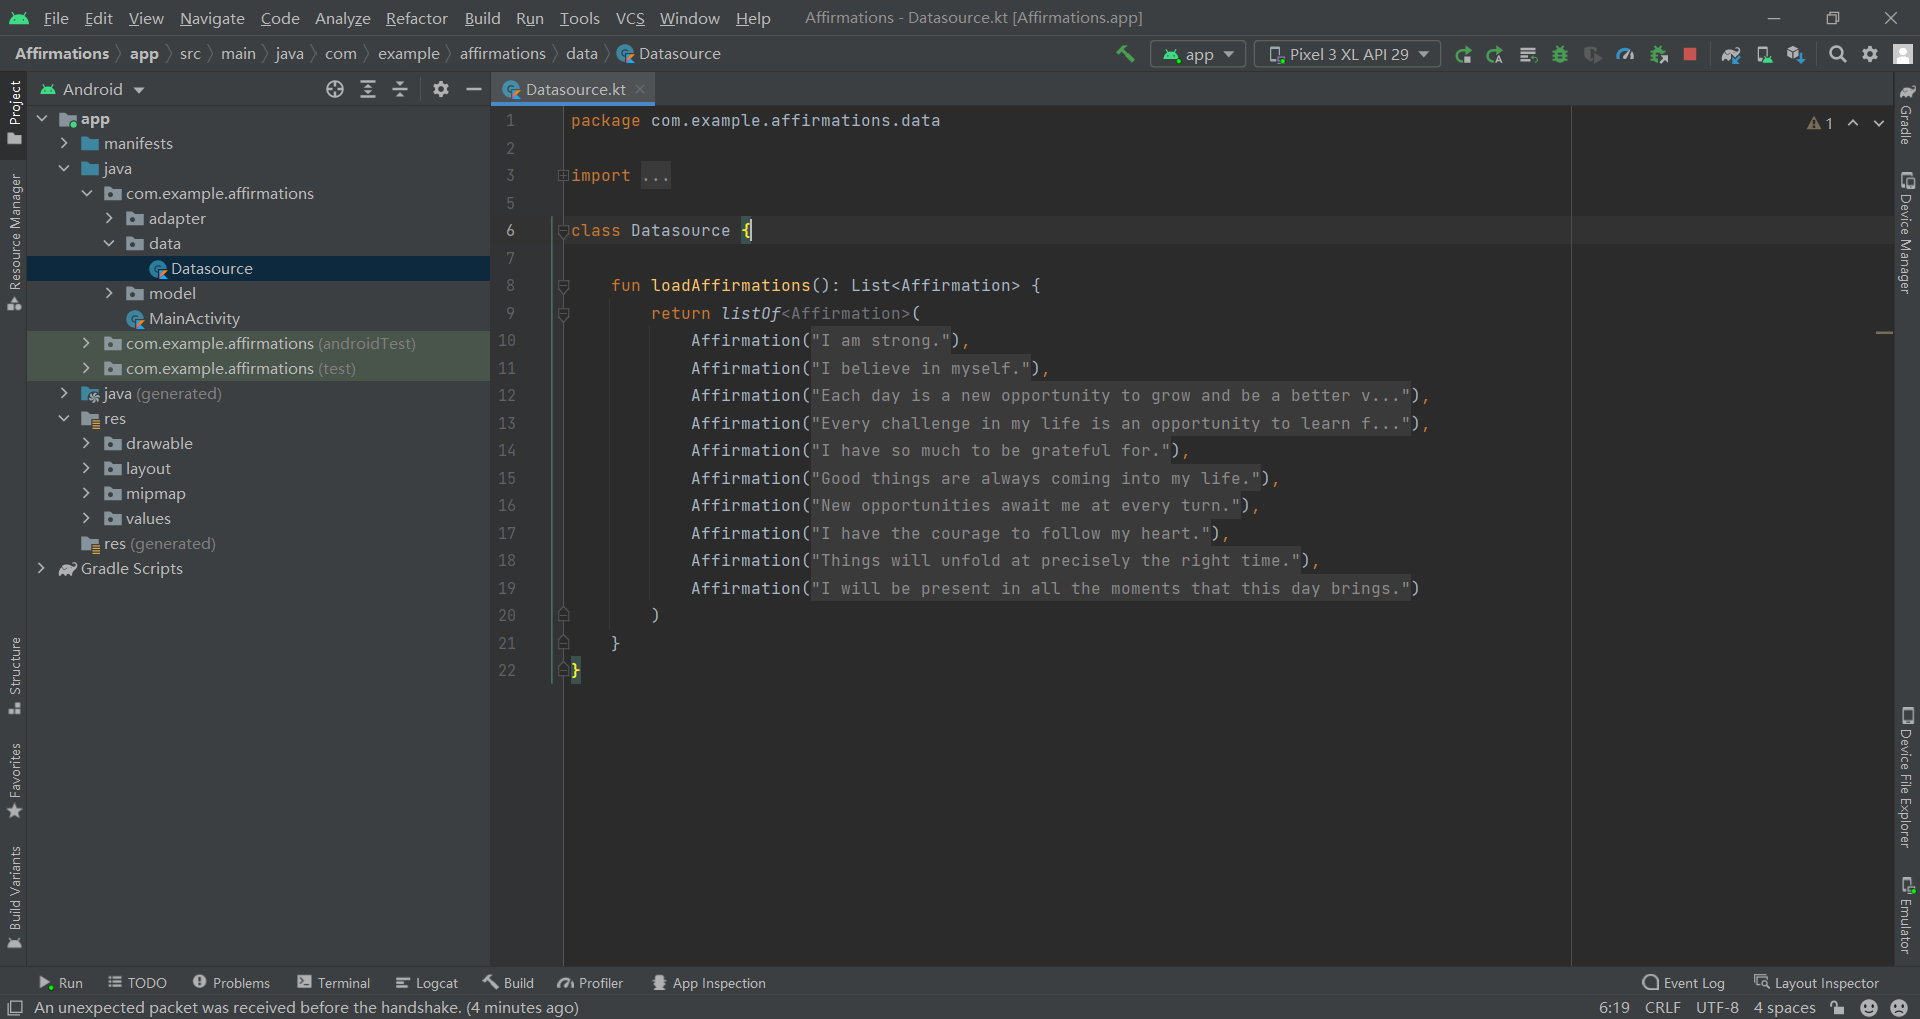 File Edit View Navigate Code Analyze Refactor Build Run Tools VCS Window Help Affirmations - Datasource.kt [Affirmations.app]
Affirmations app src main java com example affirmations data Datasource app Pixel 3 XL API 29
Project
Resource Manager
Structure
Favorites
Build Variants
Android
app
manifests
java
com.example.affirmations
adapter
data
Datasource
model
MainActivity
com.example.affirmations (androidTest)
com.example.affirmations (test)
java (generated)
res
drawable
layout
mipmap
values
res (generated)
Gradle Scripts
Datasource.kt
1 package com.example.affirmations.data
2
3 import ...
5
6 class Datasource {
7
8 fun loadAffirmations(): List<Affirmation> {
9 return listOf<Affirmation>(
10 Affirmation("I am strong."),
11 Affirmation("I believe in myself."),
12 Affirmation("Each day is a new opportunity to grow and be a better v..."),
13 Affirmation("Every challenge in my life is an opportunity to learn f..."),
14 Affirmation("I have so much to be grateful for."),
15 Affirmation("Good things are always coming into my life."),
16 Affirmation("New opportunities await me at every turn."),
17 Affirmation("I have the courage to follow my heart."),
18 Affirmation("Things will unfold at precisely the right time."),
19 Affirmation("I will be present in all the moments that this day brings.")
20 )
21 }
22 }
1
Gradle
Device Manager
Device File Explorer
Emulator
Run TODO Problems Terminal Logcat Build Profiler App Inspection Event Log Layout Inspector
An unexpected packet was received before the handshake. (4 minutes ago) 6:19 CRLF UTF-8 4 spaces